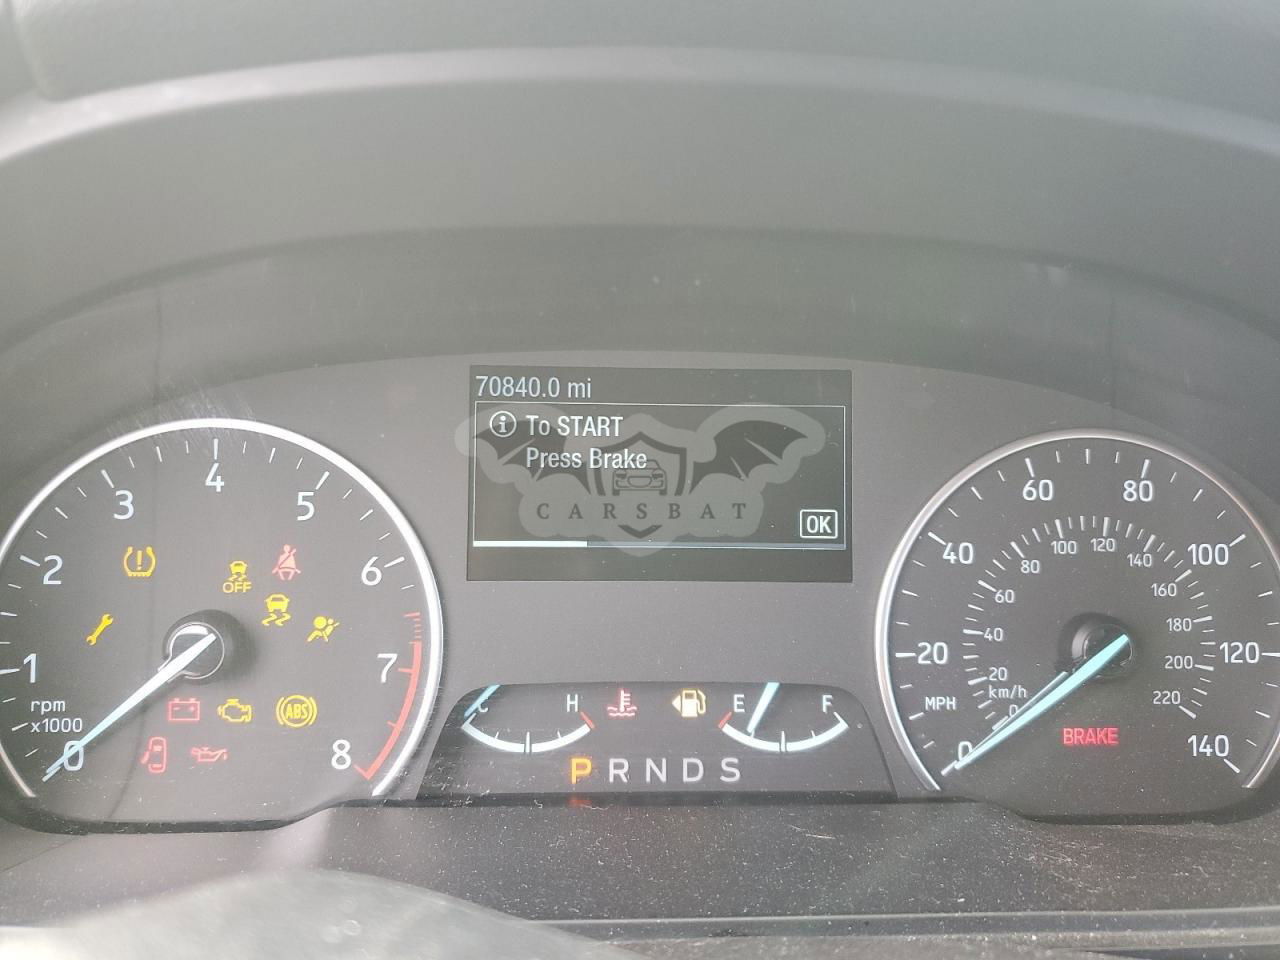 70840.0 mi
i To START
Press Brake
CARSBAT
OK
0 1 2 3 4 5 6 7 8
rpm
x1000
OFF
ABS
C H
E F
P R N D S
0 20 40 60 80 100 120 140
MPH
km/h
0 20 40 60 80 100 120 140 160 180 200 220
BRAKE